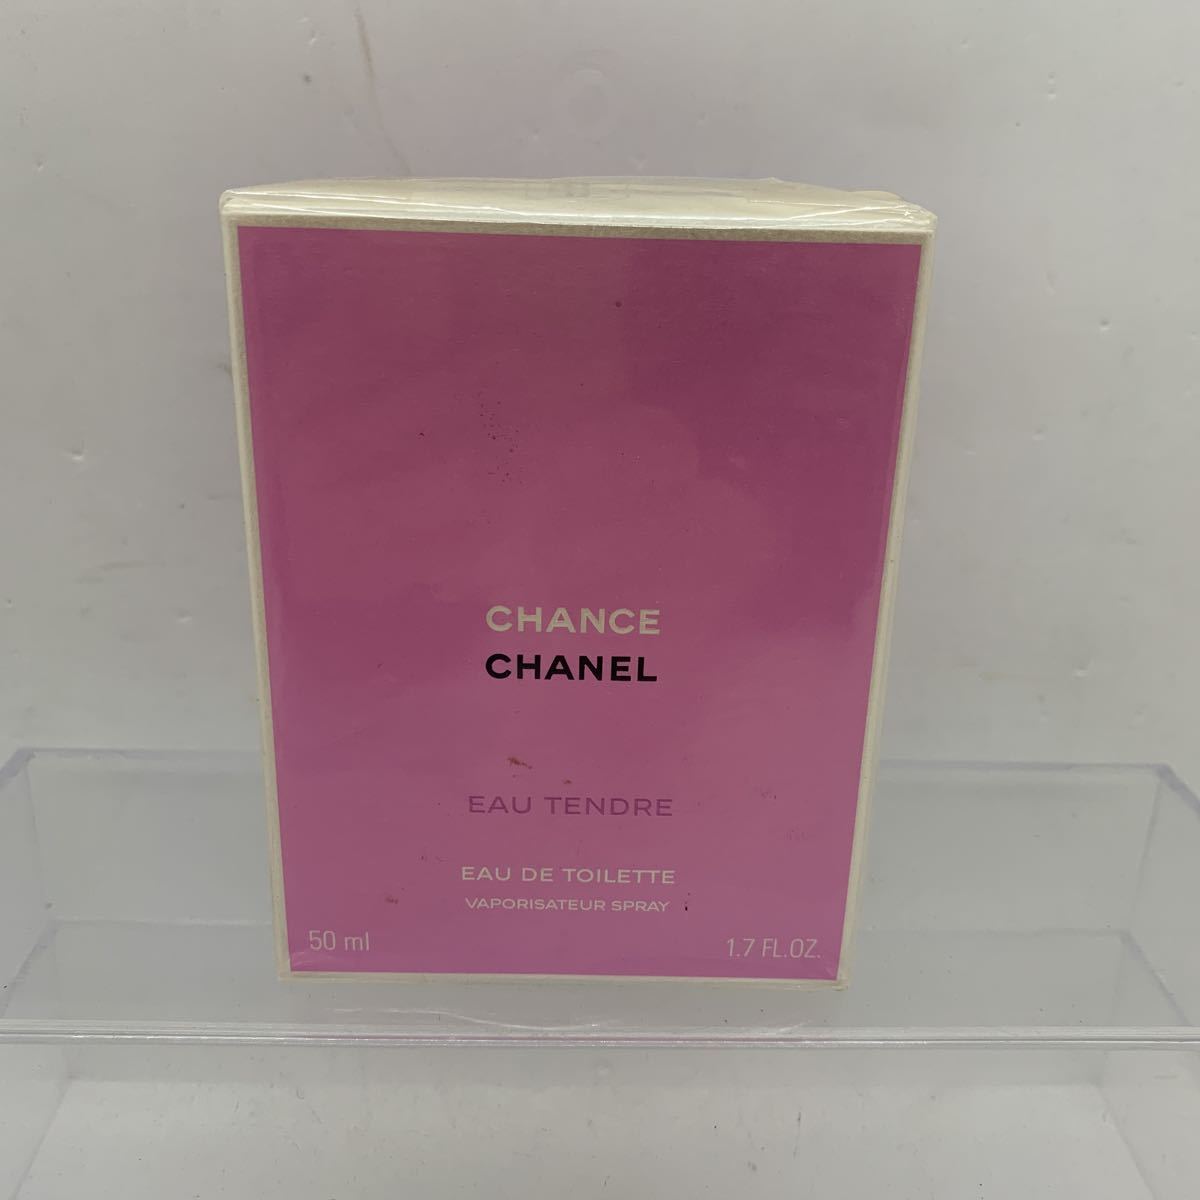 CHANCE
CHANEL
EAU TENDRE
EAU DE TOILETTE
VAPORISATEUR SPRAY
50 ml
1.7 FL.OZ.